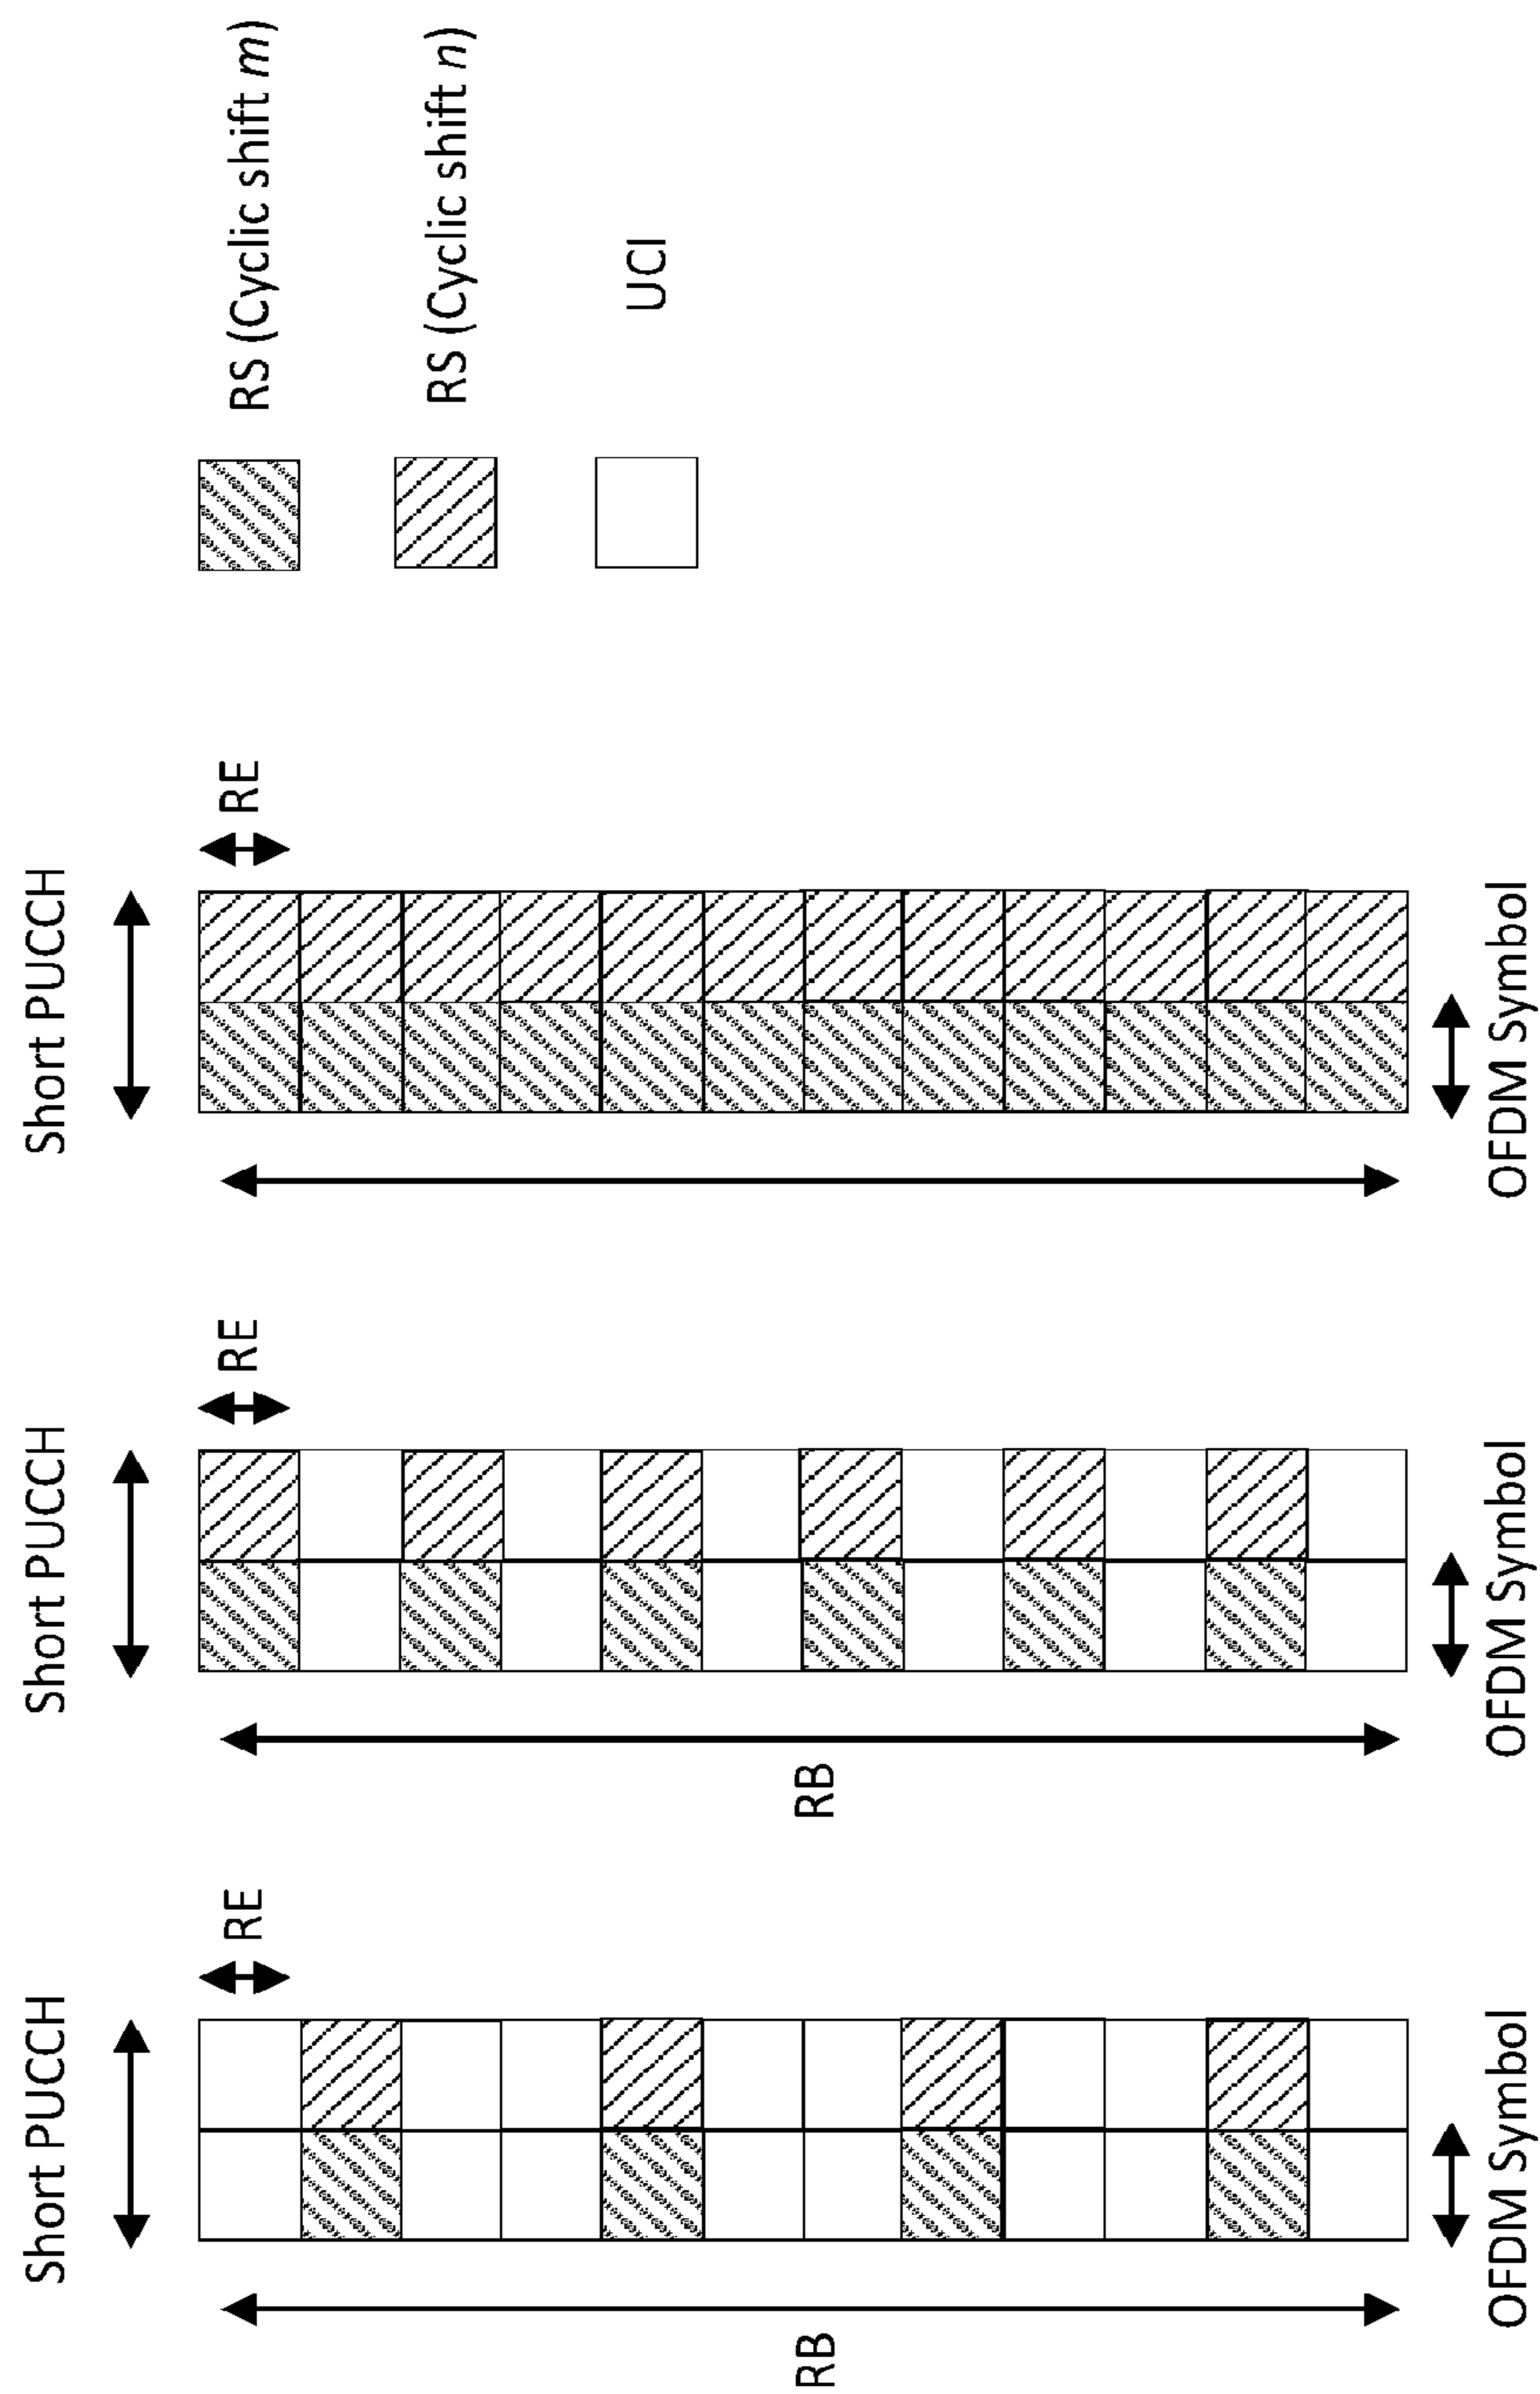 Short PUCCH
Short PUCCH
Short PUCCH
RE
RE
RE
RS (Cyclic shift m)
RS (Cyclic shift n)
UCI
RB
RB
OFDM Symbol
OFDM Symbol
OFDM Symbol